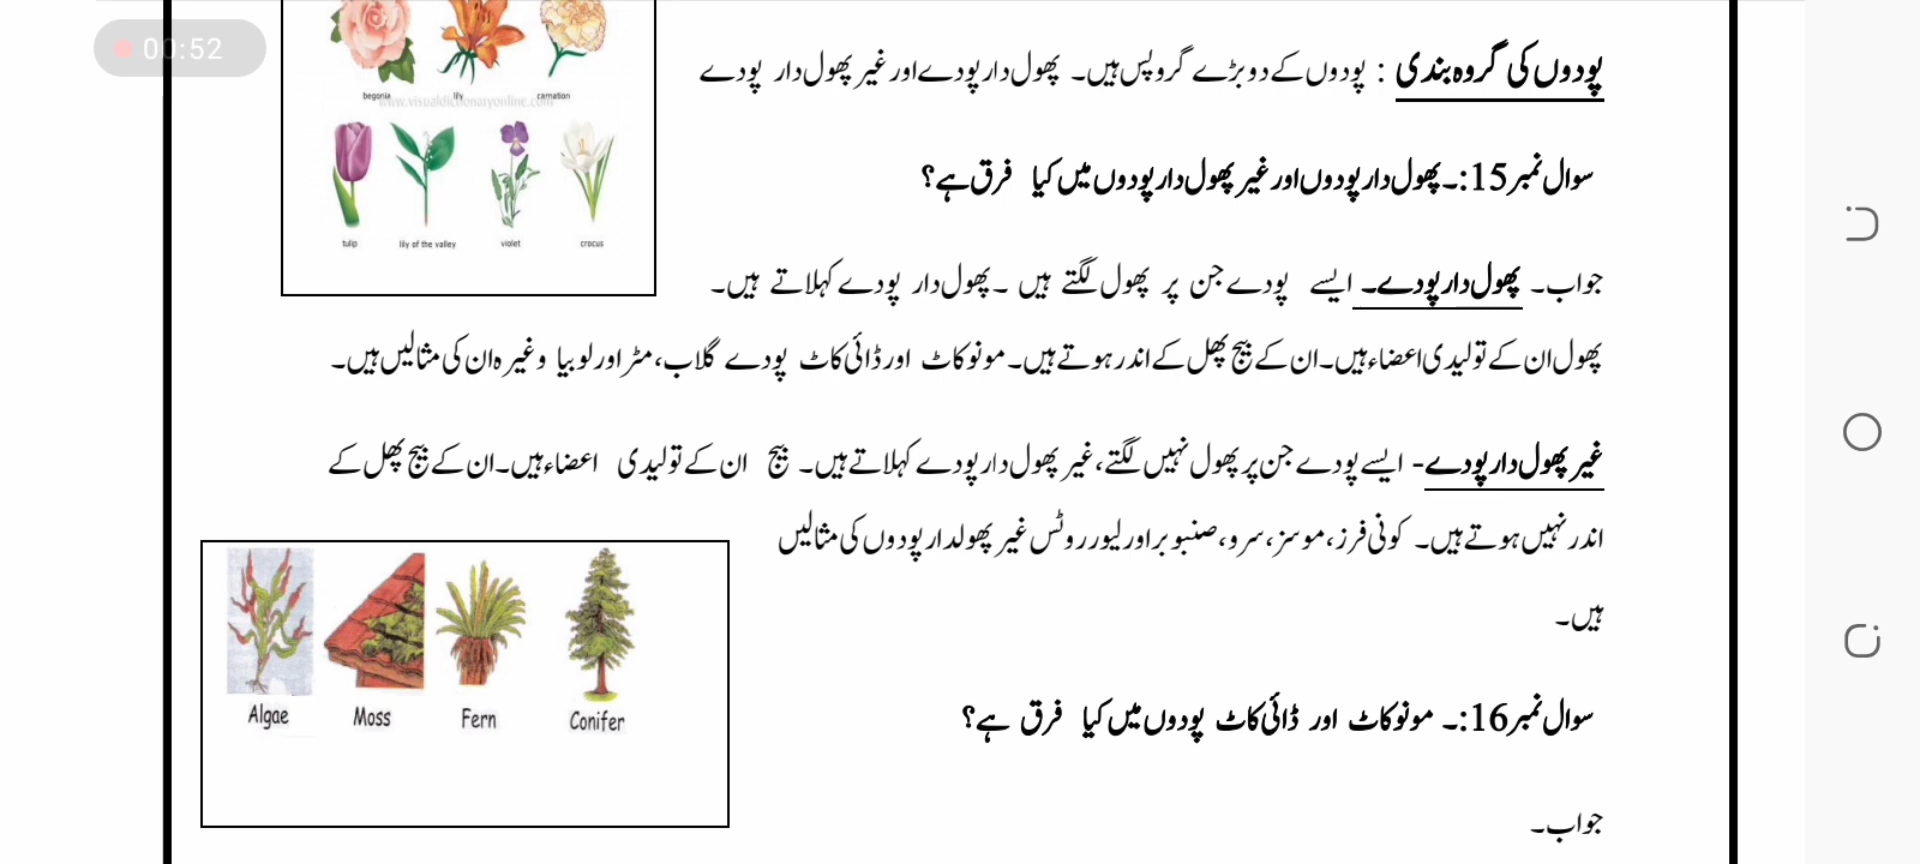 00:52
begonia
lily
carnation
www.visualdictionaryonline.com
tulip
lily of the valley
violet
crocus
پودوں کی گروہ بندی : پودوں کے دو بڑے گروپس ہیں۔ پھول دار پودے اور غیر پھول دار پودے
سوال نمبر 15:۔ پھول دار پودوں اور غیر پھول دار پودوں میں کیا فرق ہے؟
جواب۔ پھول دار پودے۔ ایسے پودے جن پر پھول لگتے ہیں ۔ پھول دار پودے کہلاتے ہیں۔
پھول ان کے تولیدی اعضاء ہیں۔ ان کے بیج پھل کے اندر ہوتے ہیں۔ مونوکاٹ اور ڈائی کاٹ پودے گلاب، مٹر اور لوبیا وغیرہ ان کی مثالیں ہیں۔
غیر پھول دار پودے- ایسے پودے جن پر پھول نہیں لگتے، غیر پھول دار پودے کہلاتے ہیں۔ بیج ان کے تولیدی اعضاء ہیں۔ ان کے بیج پھل کے
اندر نہیں ہوتے ہیں۔ کونی فرز، موسز، سرو، صنبوبر اور لیور روٹس غیر پھولدار پودوں کی مثالیں
ہیں۔
Algae
Moss
Fern
Conifer
سوال نمبر 16:۔ مونوکاٹ اور ڈائی کاٹ پودوں میں کیا فرق ہے؟
جواب۔